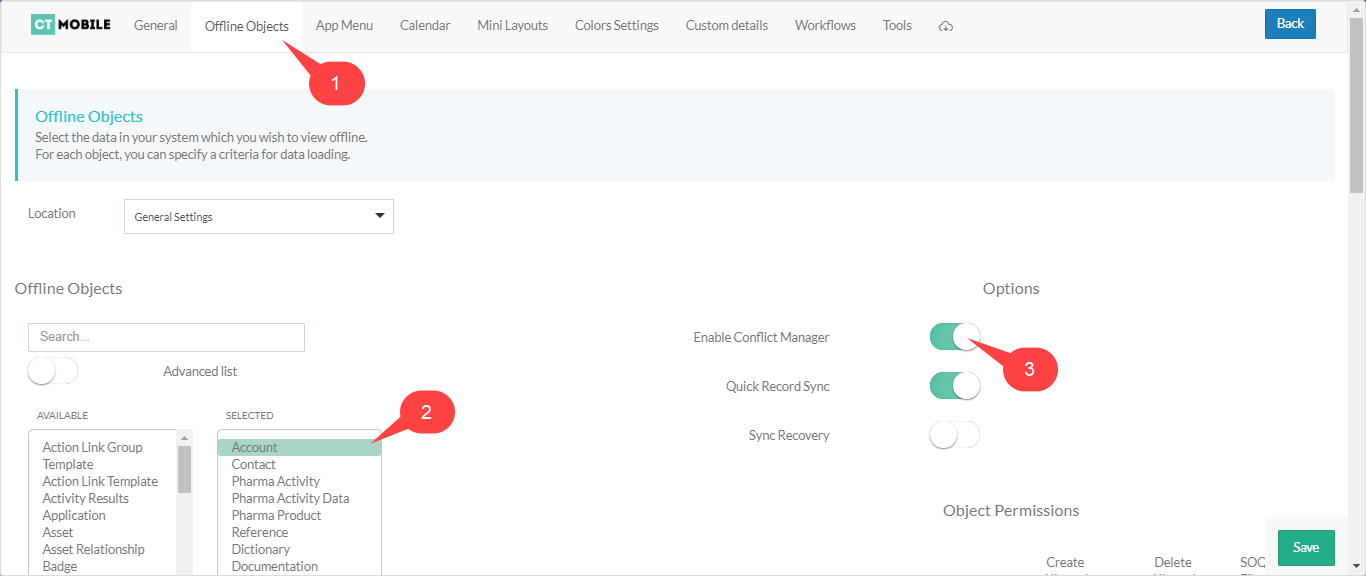 CT MOBILE General Offline Objects App Menu Calendar Mini Layouts Colors Settings Custom details Workflows Tools Back
1
Offline Objects
Select the data in your system which you wish to view offline.
For each object, you can specify a criteria for data loading.
Location General Settings
Offline Objects Options
Search...
Enable Conflict Manager
3
Advanced list
Quick Record Sync
AVAILABLE SELECTED
2
Sync Recovery
Action Link Group Account
Template Contact
Action Link Template Pharma Activity
Activity Results Pharma Activity Data
Application Pharma Product
Object Permissions
Asset Reference
Asset Relationship Dictionary
Save
Badge Documentation
Create Delete SOQ